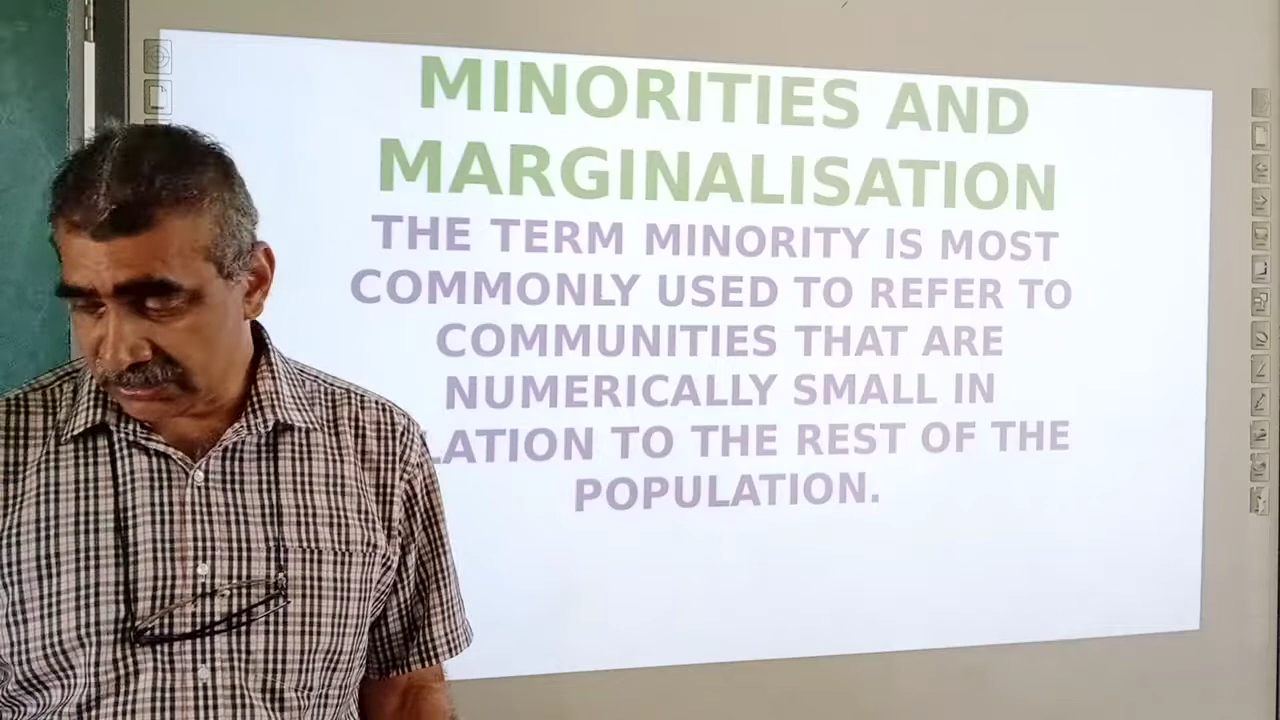 MINORITIES AND
MARGINALISATION
THE TERM MINORITY IS MOST
COMMONLY USED TO REFER TO
COMMUNITIES THAT ARE
NUMERICALLY SMALL IN
LATION TO THE REST OF THE
POPULATION.